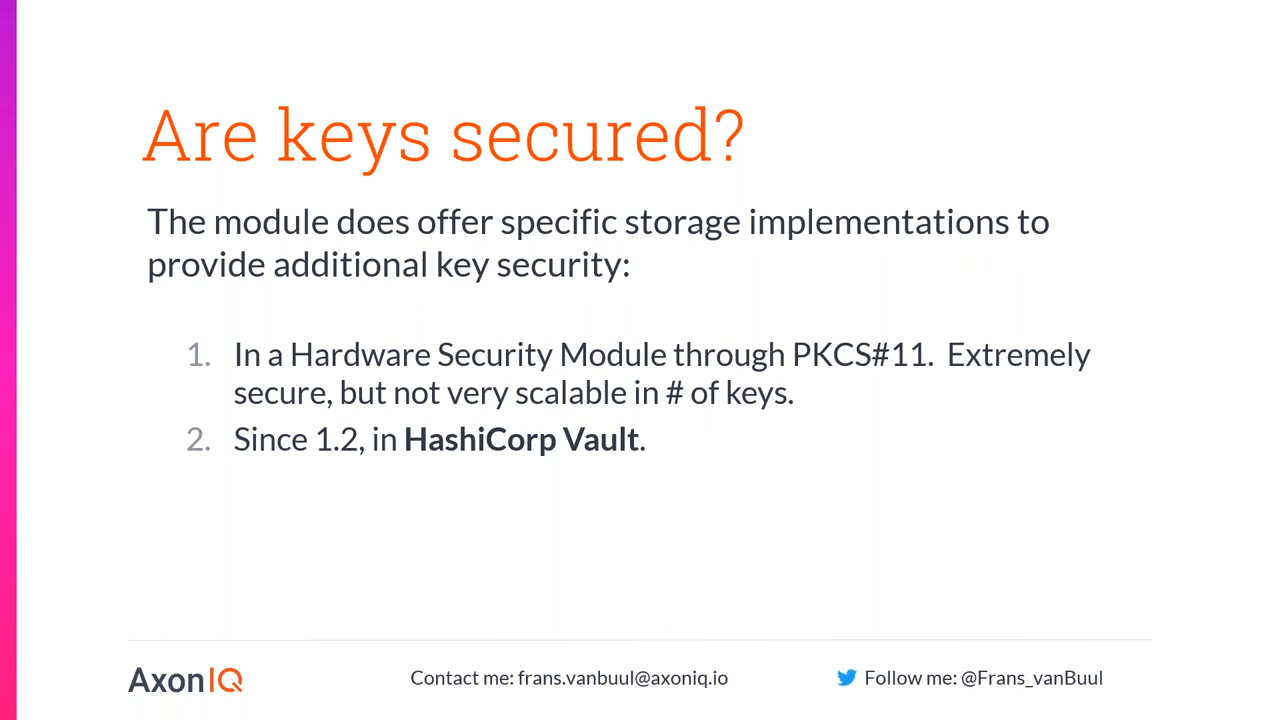 Are keys secured?
The module does offer specific storage implementations to
provide additional key security:
1. In a Hardware Security Module through PKCS#11.  Extremely
secure, but not very scalable in # of keys.
2. Since 1.2, in HashiCorp Vault.
AxonIQ
Contact me: frans.vanbuul@axoniq.io
Follow me: @Frans_vanBuul